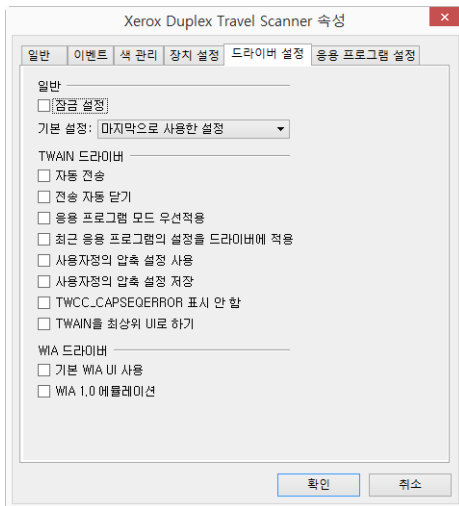 Xerox Duplex Travel Scanner 속성
일반 이벤트 색 관리 장치 설정 드라이버 설정 응용 프로그램 설정
일반
잠금 설정
기본 설정: 마지막으로 사용한 설정
TWAIN 드라이버
자동 전송
전송 자동 닫기
응용 프로그램 모드 우선적용
최근 응용 프로그램의 설정을 드라이버에 적용
사용자정의 압축 설정 사용
사용자정의 압축 설정 저장
TWCC_CAPSEQERROR 표시 안 함
TWAIN을 최상위 UI로 하기
WIA 드라이버
기본 WIA UI 사용
WIA 1.0 에뮬레이션
확인 취소